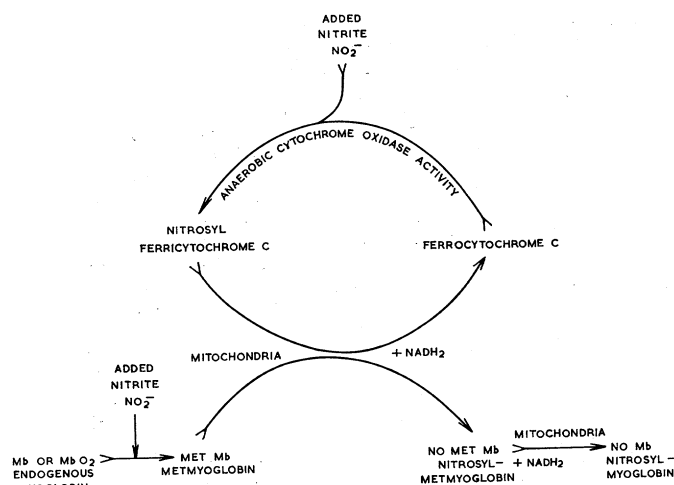 ADDED
NITRITE
NO₂⁻
ANAEROBIC CYTOCHROME OXIDASE ACTIVITY
NITROSYL
FERRICYTOCHROME C
FERROCYTOCHROME C
MITOCHONDRIA
+ NADH₂
ADDED
NITRITE
NO₂⁻
Mb OR MbO₂
ENDOGENOUS
MET Mb
METMYOGLOBIN
NO MET Mb
NITROSYL-
METMYOGLOBIN
MITOCHONDRIA
+ NADH₂
NO Mb
NITROSYL-
MYOGLOBIN